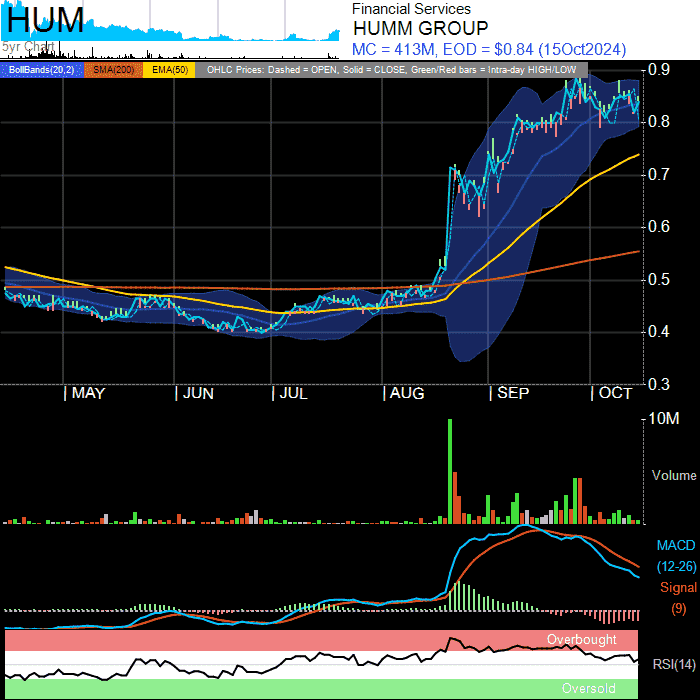 HUM
5yr Chart
Financial Services
HUMM GROUP
MC = 413M, EOD = $0.84 (15Oct2024)
BollBands(20,2) SMA(200) EMA(50) OHLC Prices: Dashed = OPEN, Solid = CLOSE, Green/Red bars = Intra-day HIGH/LOW
0.9
0.8
0.7
0.6
0.5
0.4
0.3
| MAY | JUN | JUL | AUG | SEP | OCT
10M
Volume
MACD
(12-26)
Signal
(9)
Overbought
RSI(14)
Oversold